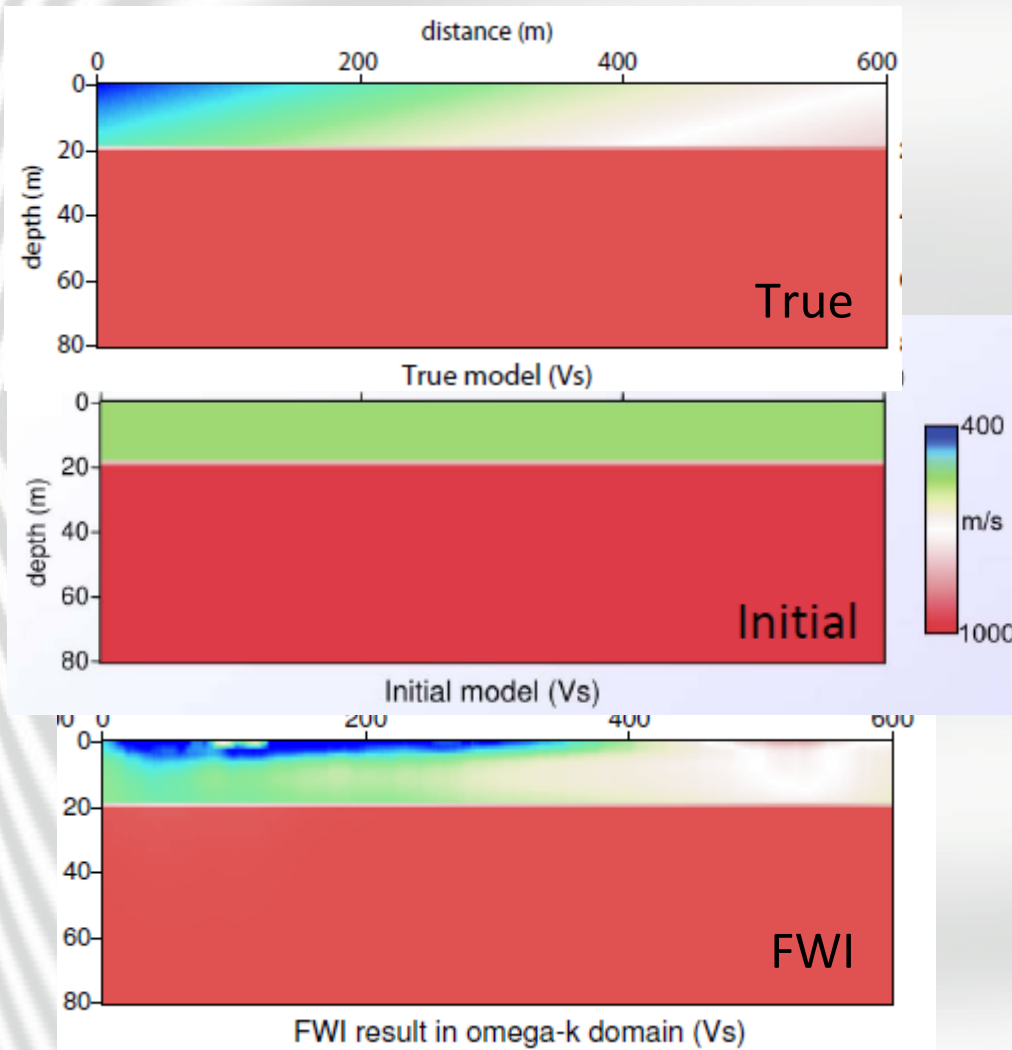 distance (m)
0 200 400 600
0
20
40
60
80
depth (m)
True
True model (Vs)
0
20
40
60
80
depth (m)
Initial
Initial model (Vs)
400
m/s
1000
0 200 400 600
0
20
40
60
80
FWI
FWI result in omega-k domain (Vs)